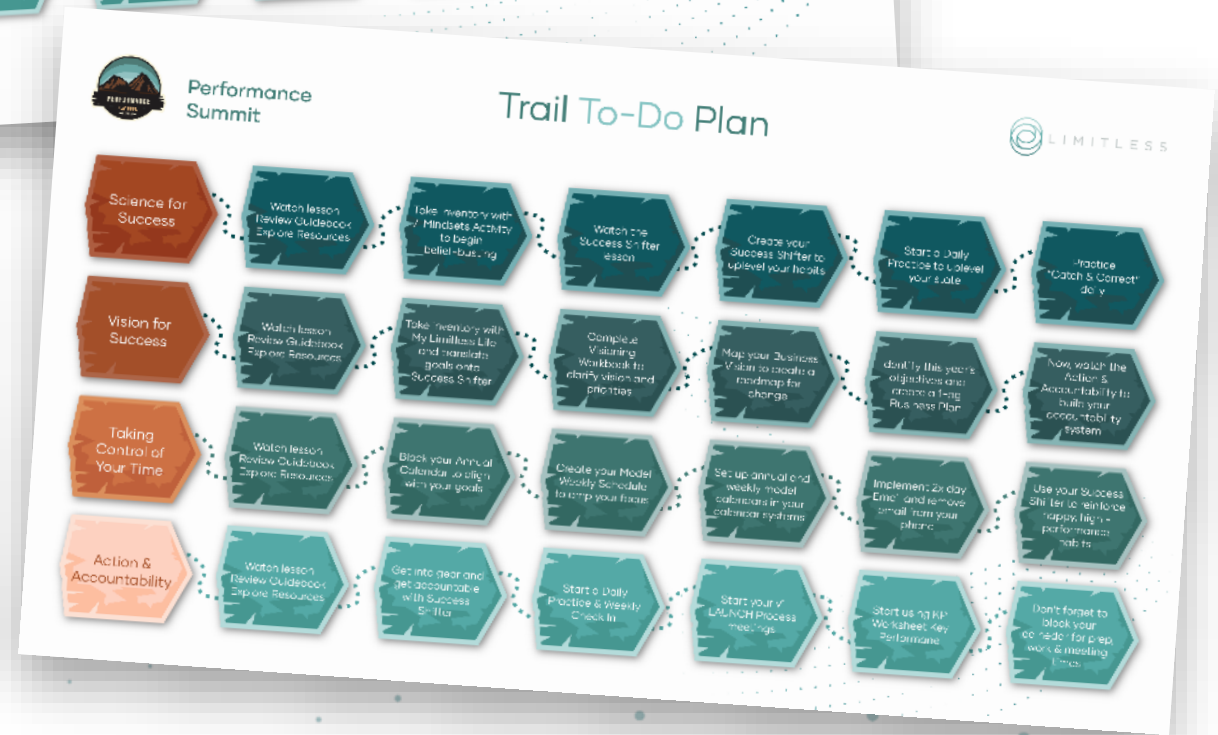 Performance
Summit
Trail To-Do Plan
LIMITLESS
PERFORMANCE
Science for
Success
Watch lesson
Review Guidebook
Explore Resources
Take inventory with
Mindsets Activity
to begin
belief-busting
Watch the
Success Shifter
lesson
Create your
Success Shifter to
uplevel your habits
Start a Daily
Practice to uplevel
your state
Practice
"Catch & Correct"
daily
Vision for
Success
Watch lesson
Review Guidebook
Explore Resources
Take inventory with
My Limitless Life
and translate
goals onto
Success Shifter
Complete
Visioning
Workbook to
clarify vision and
priorities
Map your Business
Vision to create a
roadmap for
change
Identify this year's
objectives and
create a 1-pg
Business Plan
Now, watch the
Action &
Accountability to
build your
accountability
system
Taking
Control of
Your Time
Watch lesson
Review Guidebook
Explore Resources
Block your Annual
Calendar to align
with your goals
Create your Model
Weekly Schedule
to amp your focus
Set up annual and
weekly model
calendars in your
calendar systems
Implement 2x day
Email and remove
email from your
phone
Use your Success
Shifter to reinforce
happy, high-
performance
habits
Action &
Accountability
Watch lesson
Review Guidebook
Explore Resources
Get into gear and
get accountable
with Success
Shifter
Start a Daily
Practice & Weekly
Check In
Start your
LAUNCH Process
meetings
Start using
Worksheet Key
Don't forget to
block your
calendar for prep,
work & meeting
times